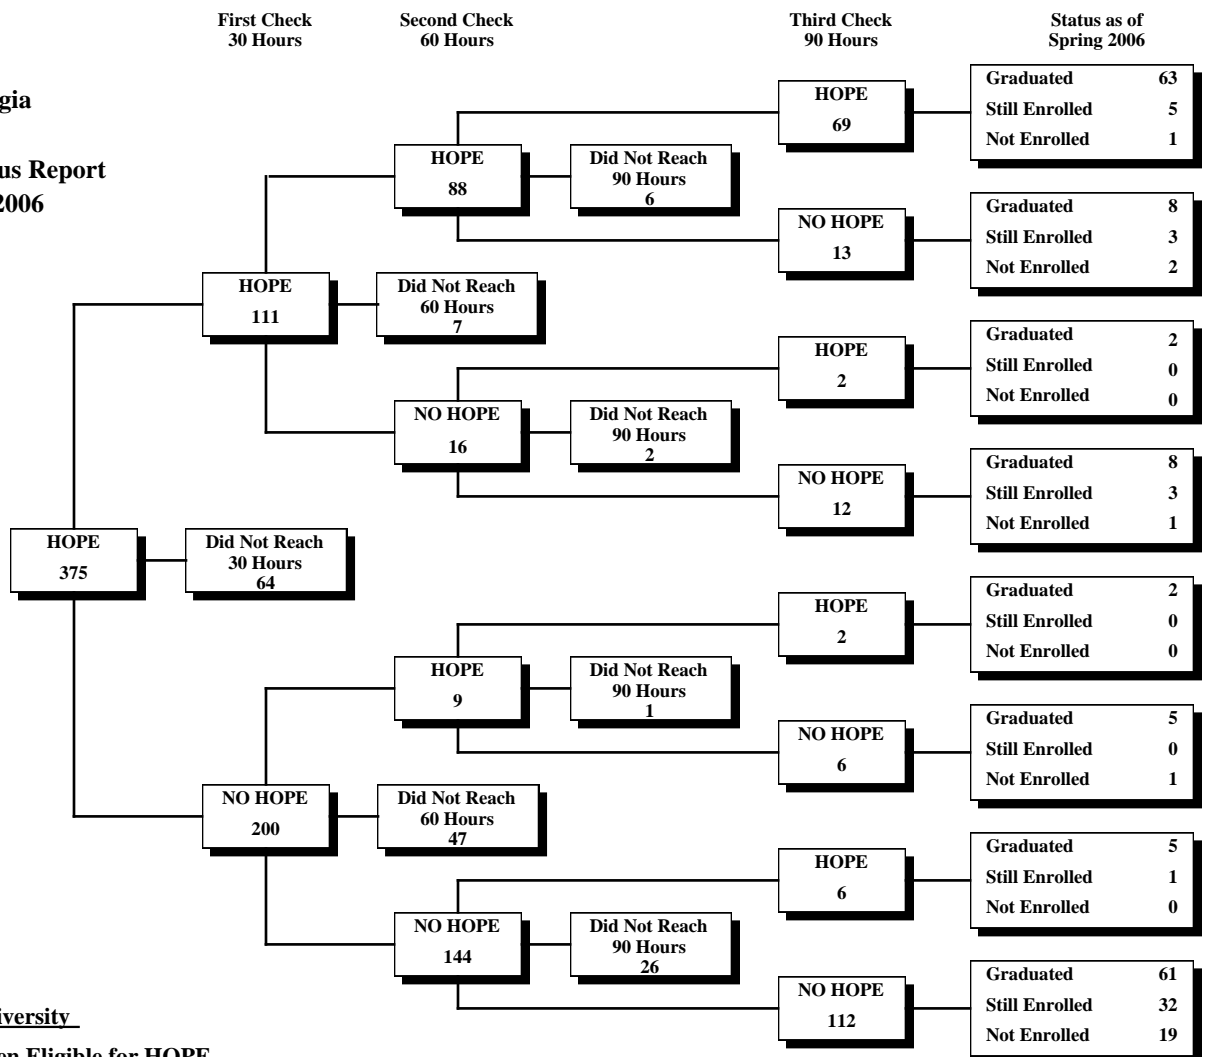 First Check
30 Hours
Second Check
60 Hours
Third Check
90 Hours
Status as of
Spring 2006
gia
us Report
2006
HOPE
375
Did Not Reach
30 Hours
64
HOPE
111
Did Not Reach
60 Hours
7
NO HOPE
200
Did Not Reach
60 Hours
47
HOPE
88
Did Not Reach
90 Hours
6
NO HOPE
16
Did Not Reach
90 Hours
2
HOPE
9
Did Not Reach
90 Hours
1
NO HOPE
144
Did Not Reach
90 Hours
26
HOPE
69
Graduated 63
Still Enrolled 5
Not Enrolled 1
NO HOPE
13
Graduated 8
Still Enrolled 3
Not Enrolled 2
HOPE
2
Graduated 2
Still Enrolled 0
Not Enrolled 0
NO HOPE
12
Graduated 8
Still Enrolled 3
Not Enrolled 1
HOPE
2
Graduated 2
Still Enrolled 0
Not Enrolled 0
NO HOPE
6
Graduated 5
Still Enrolled 0
Not Enrolled 1
HOPE
6
Graduated 5
Still Enrolled 1
Not Enrolled 0
NO HOPE
112
Graduated 61
Still Enrolled 32
Not Enrolled 19
iversity
en Eligible for HOPE